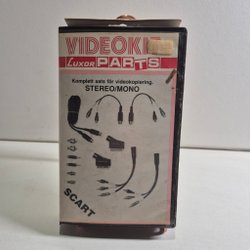 VIDEOKIT
LUXOR PARTS
Komplett sats för videokopiering.
STEREO/MONO
SCART